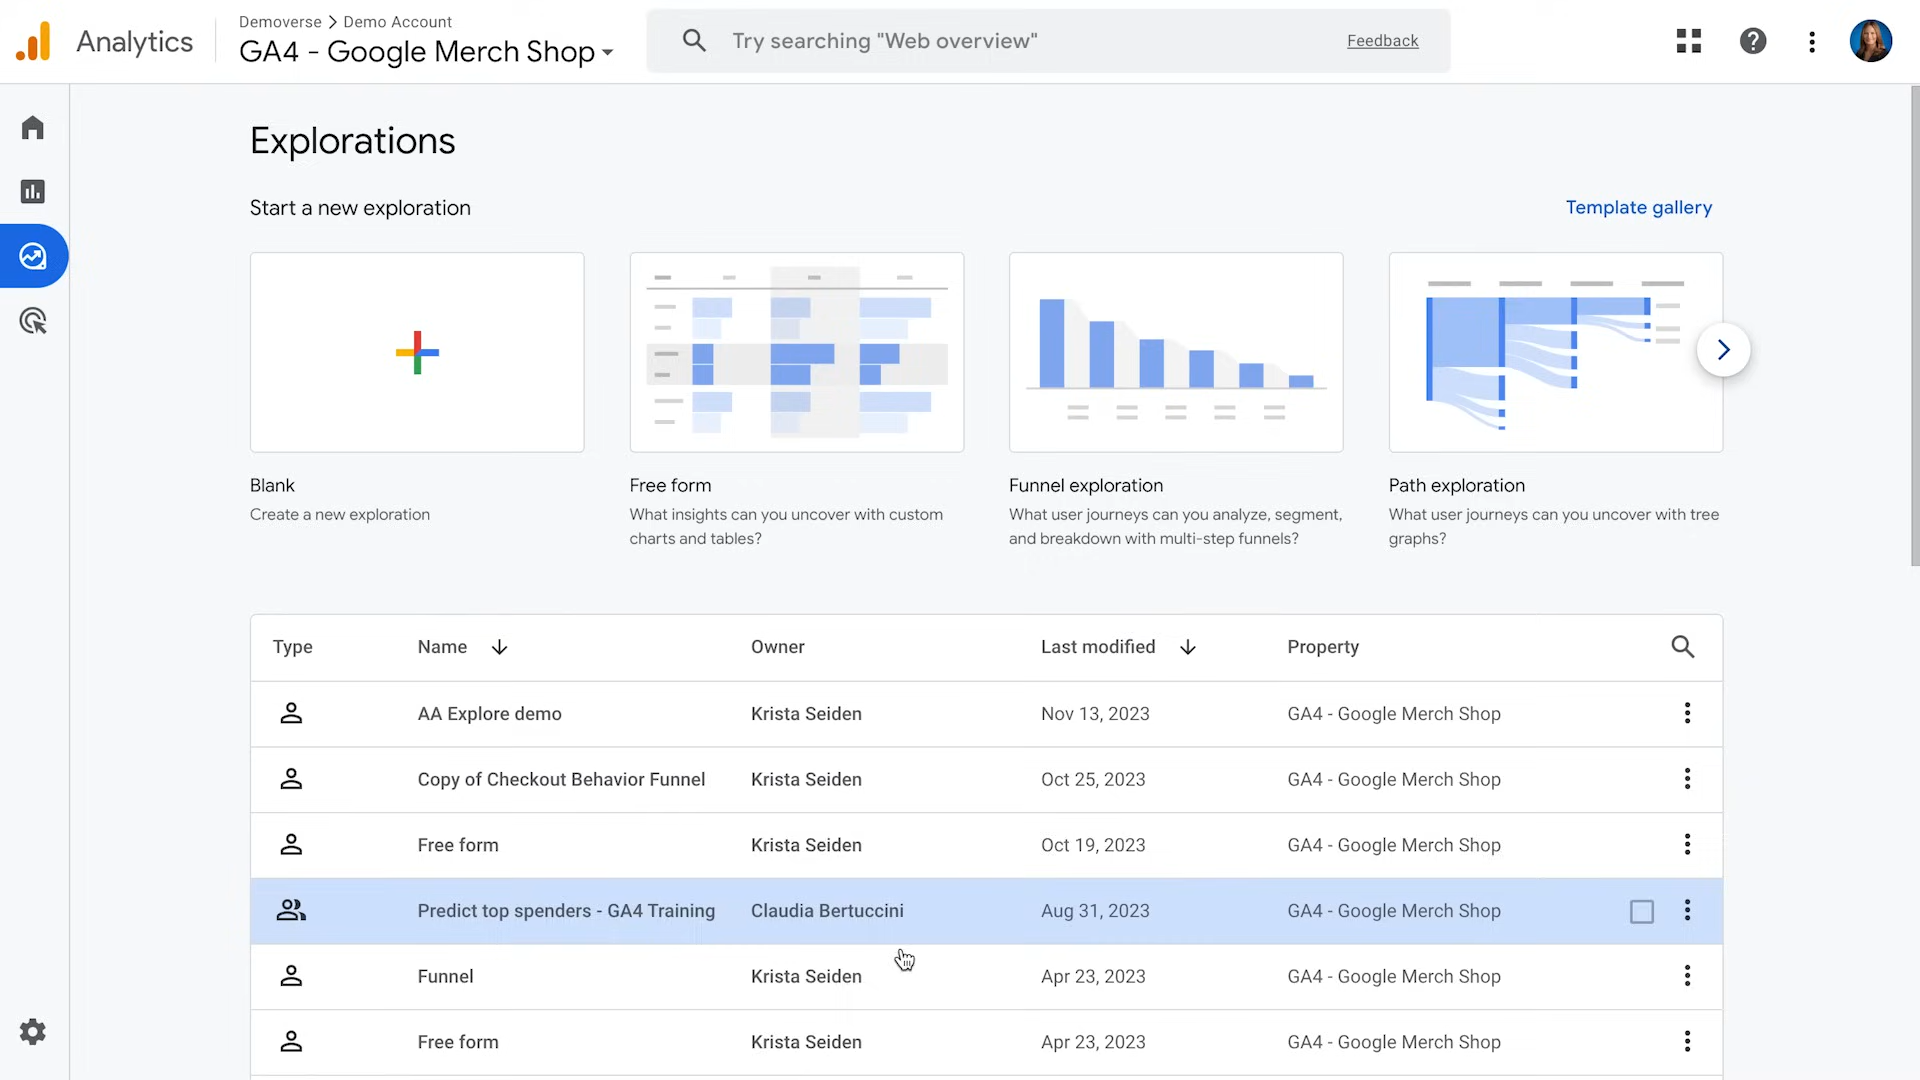 Analytics
Demoverse > Demo Account
GA4 - Google Merch Shop
Try searching "Web overview"
Feedback
Explorations
Start a new exploration
Template gallery
Blank
Create a new exploration
Free form
What insights can you uncover with custom
charts and tables?
Funnel exploration
What user journeys can you analyze, segment,
and breakdown with multi-step funnels?
Path exploration
What user journeys can you uncover with tree
graphs?
Type Name Owner Last modified Property
AA Explore demo Krista Seiden Nov 13, 2023 GA4 - Google Merch Shop
Copy of Checkout Behavior Funnel Krista Seiden Oct 25, 2023 GA4 - Google Merch Shop
Free form Krista Seiden Oct 19, 2023 GA4 - Google Merch Shop
Predict top spenders - GA4 Training Claudia Bertuccini Aug 31, 2023 GA4 - Google Merch Shop
Funnel Krista Seiden Apr 23, 2023 GA4 - Google Merch Shop
Free form Krista Seiden Apr 23, 2023 GA4 - Google Merch Shop